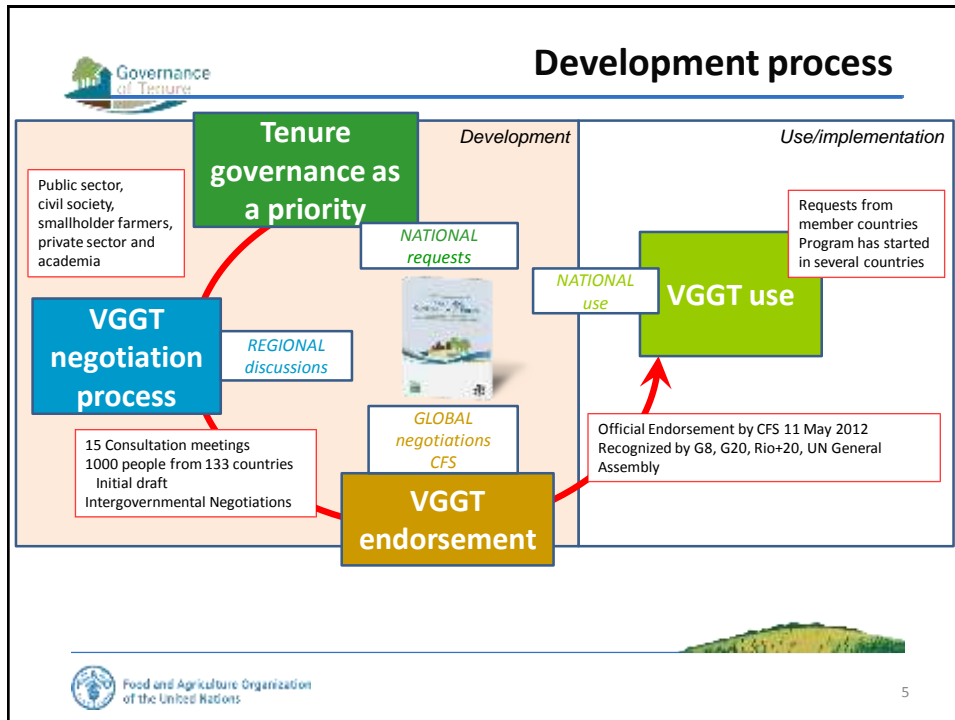 Governance
of Tenure
Development process
Development
Use/implementation
Tenure
governance as
a priority
Public sector,
civil society,
smallholder farmers,
private sector and
academia
NATIONAL
requests
Requests from
member countries
Program has started
in several countries
NATIONAL
use
VGGT use
VGGT
negotiation
process
REGIONAL
discussions
GLOBAL
negotiations
CFS
15 Consultation meetings
1000 people from 133 countries
Initial draft
Intergovernmental Negotiations
Official Endorsement by CFS 11 May 2012
Recognized by G8, G20, Rio+20, UN General
Assembly
VGGT
endorsement
Food and Agriculture Organization
of the United Nations
5